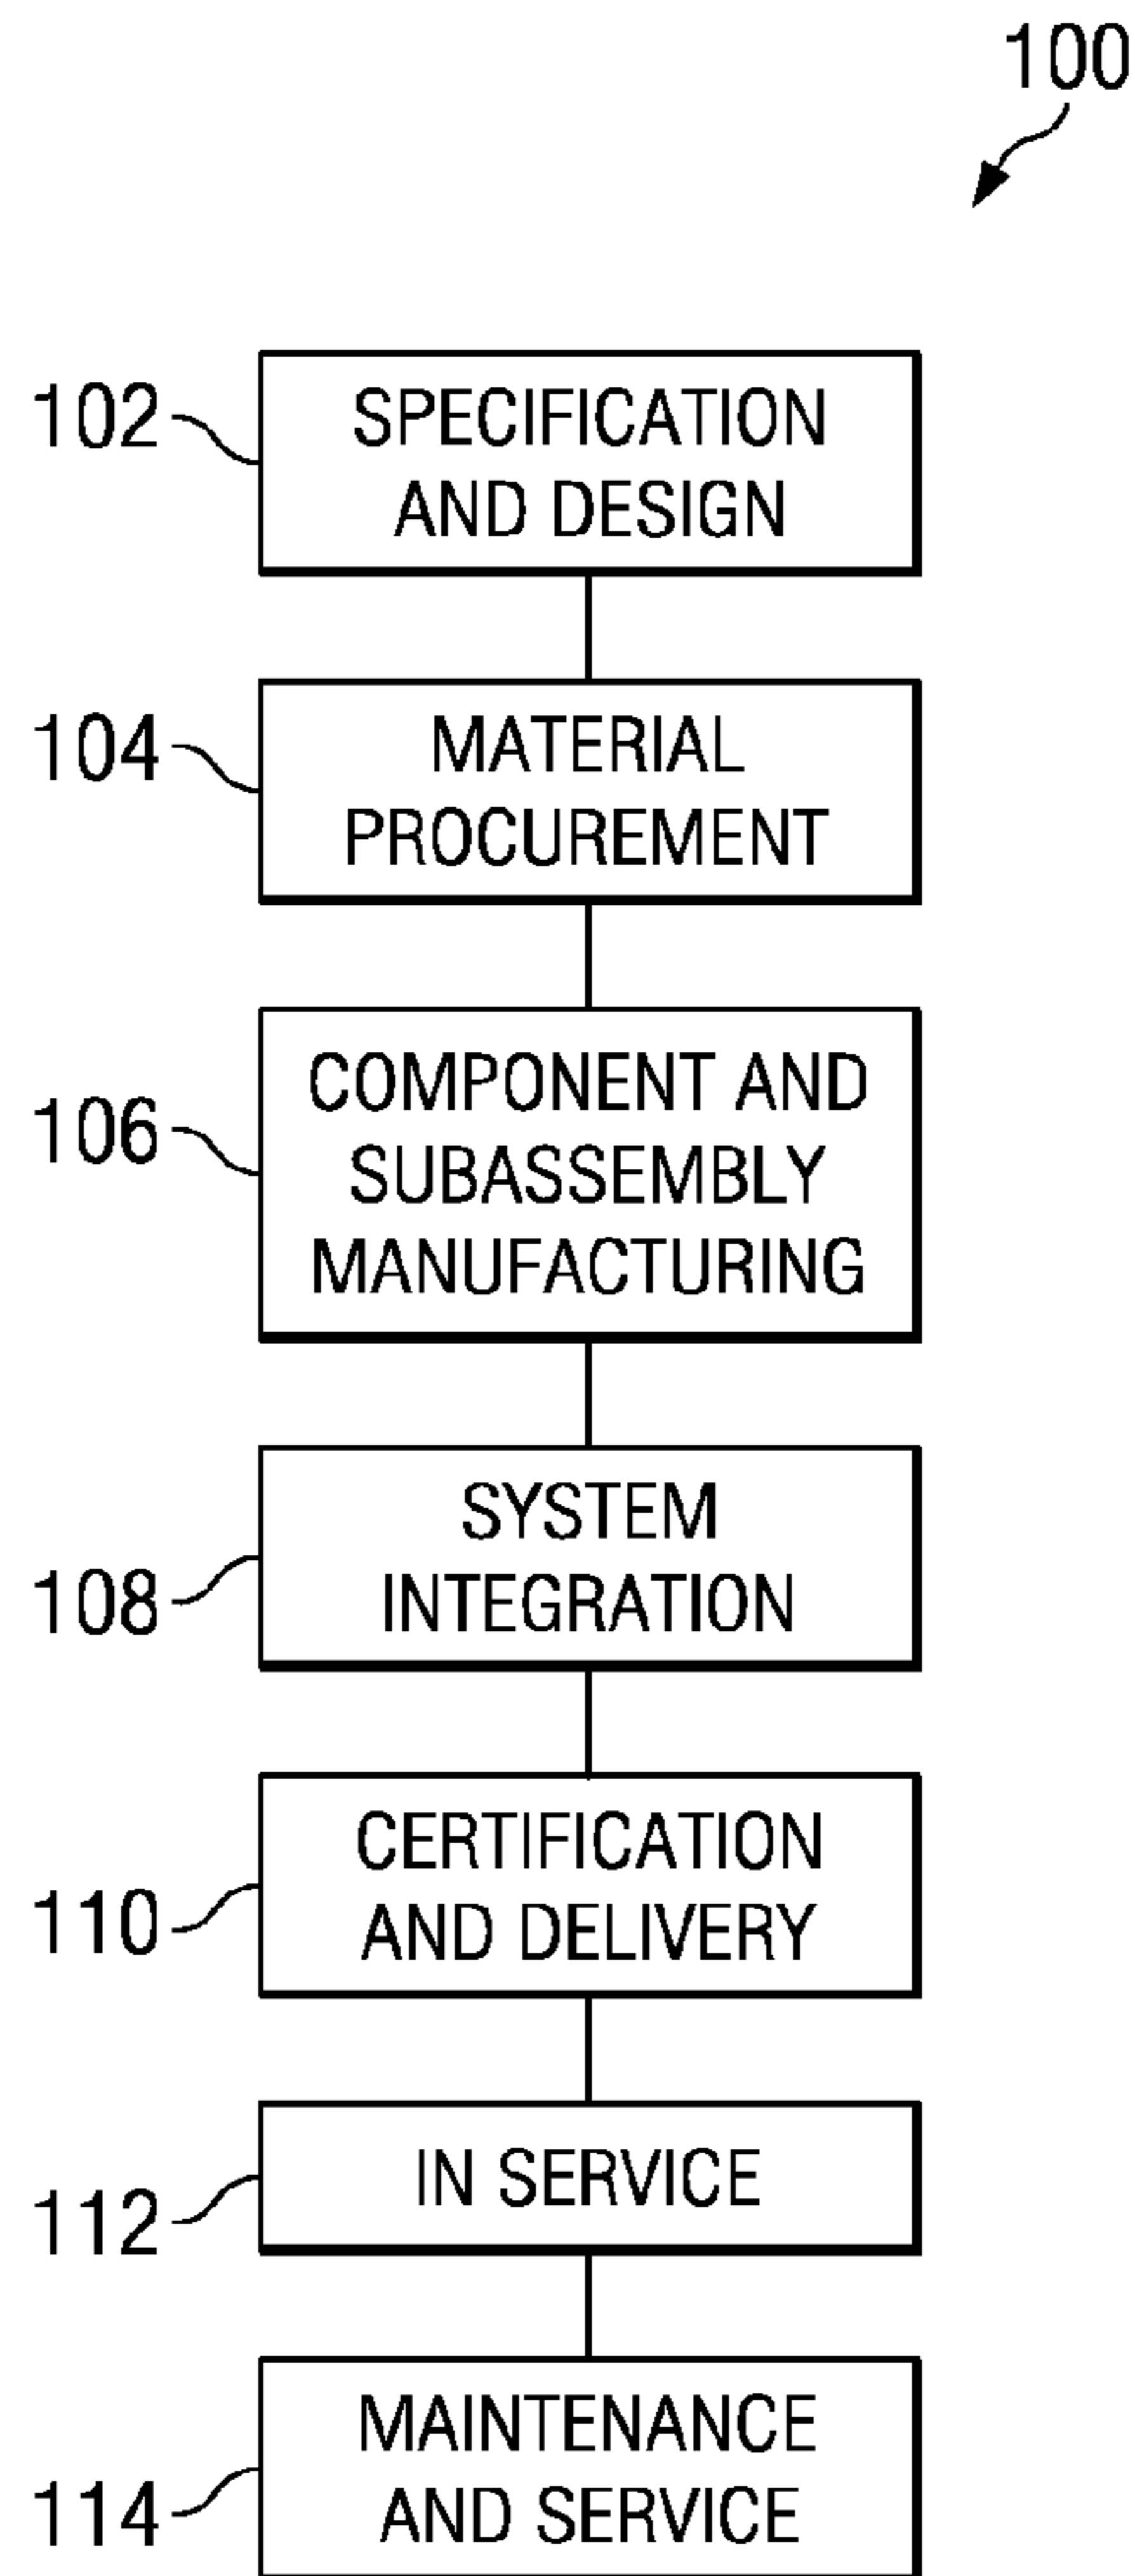 100
102
SPECIFICATION
AND DESIGN
104
MATERIAL
PROCUREMENT
106
COMPONENT AND
SUBASSEMBLY
MANUFACTURING
108
SYSTEM
INTEGRATION
110
CERTIFICATION
AND DELIVERY
112
IN SERVICE
114
MAINTENANCE
AND SERVICE